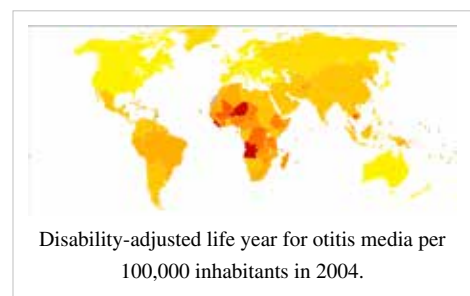 Disability-adjusted life year for otitis media per
100,000 inhabitants in 2004.